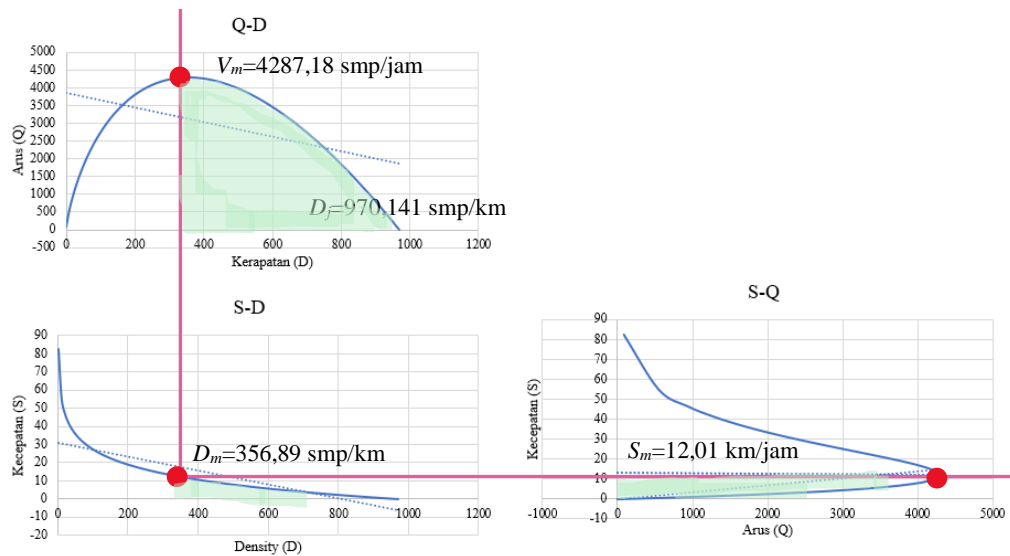 Q-D
5000
4500
4000
3500
3000
2500
2000
1500
1000
500
0
-500
Arus (Q)
0 200 400 600 800 1000 1200
Kerapatan (D)
V_m=4287,18 smp/jam
D_j=970,141 smp/km
S-D
90
80
70
60
50
40
30
20
10
0
-10
-20
Kecepatan (S)
0 200 400 600 800 1000 1200
Density (D)
D_m=356,89 smp/km
S-Q
90
80
70
60
50
40
30
20
10
0
-10
Kecepatan (S)
-1000 0 1000 2000 3000 4000 5000
Arus (Q)
S_m=12,01 km/jam